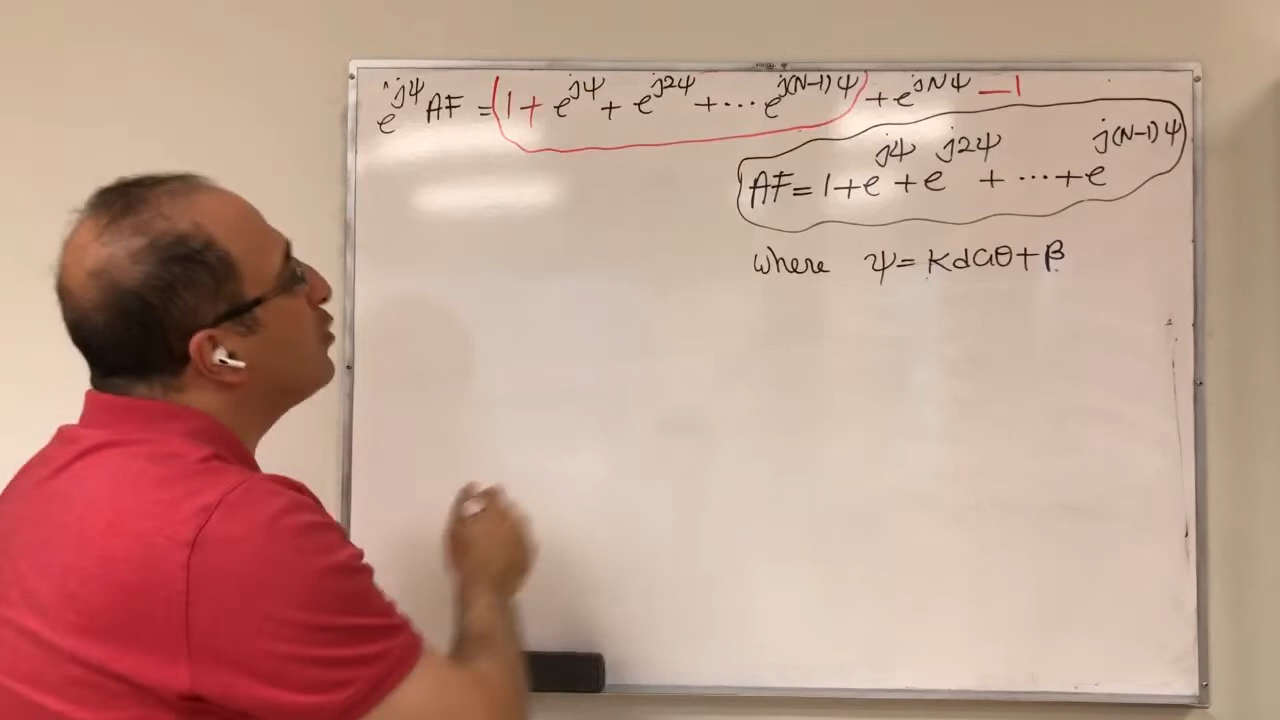 e^{jψ} AF = (1 + e^{jψ} + e^{j2ψ} + ... e^{j(N-1)ψ}) + e^{jNψ} - 1
AF = 1 + e^{jψ} + e^{j2ψ} + ... + e^{j(N-1)ψ}
where ψ = Kd Cosθ + β